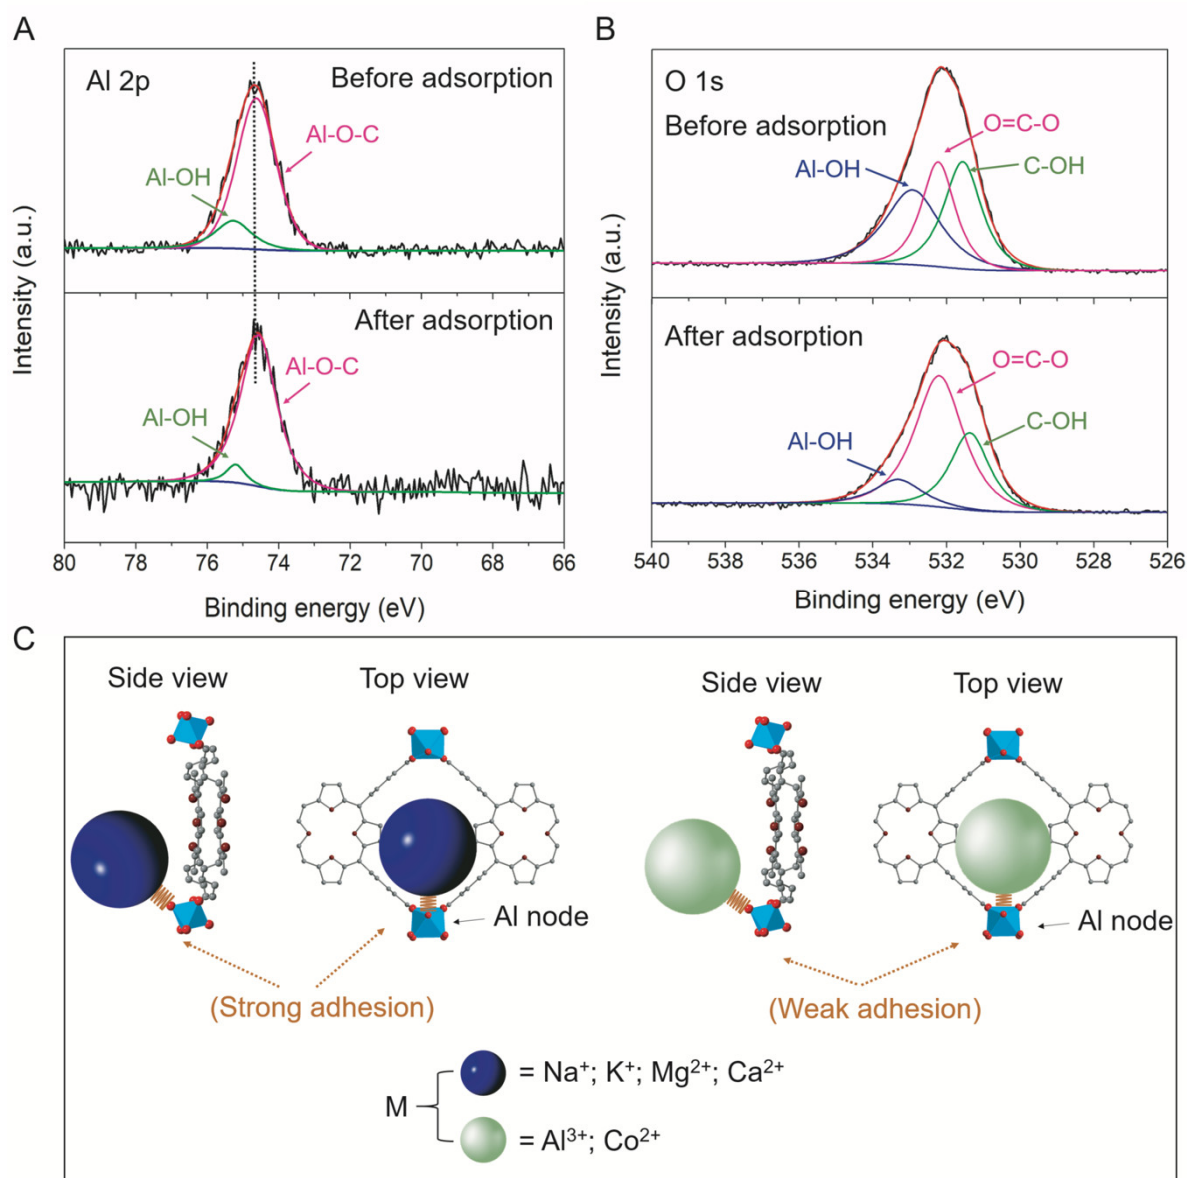 A
Al 2p
Before adsorption
Al-O-C
Al-OH
After adsorption
Al-O-C
Al-OH
Intensity (a.u.)
80 78 76 74 72 70 68 66
Binding energy (eV)
B
O 1s
Before adsorption
O=C-O
Al-OH
C-OH
After adsorption
O=C-O
Al-OH
C-OH
Intensity (a.u.)
540 538 536 534 532 530 528 526
Binding energy (eV)
C
Side view
Top view
Side view
Top view
Al node
Al node
(Strong adhesion)
(Weak adhesion)
M
= Na⁺; K⁺; Mg²⁺; Ca²⁺
= Al³⁺; Co²⁺